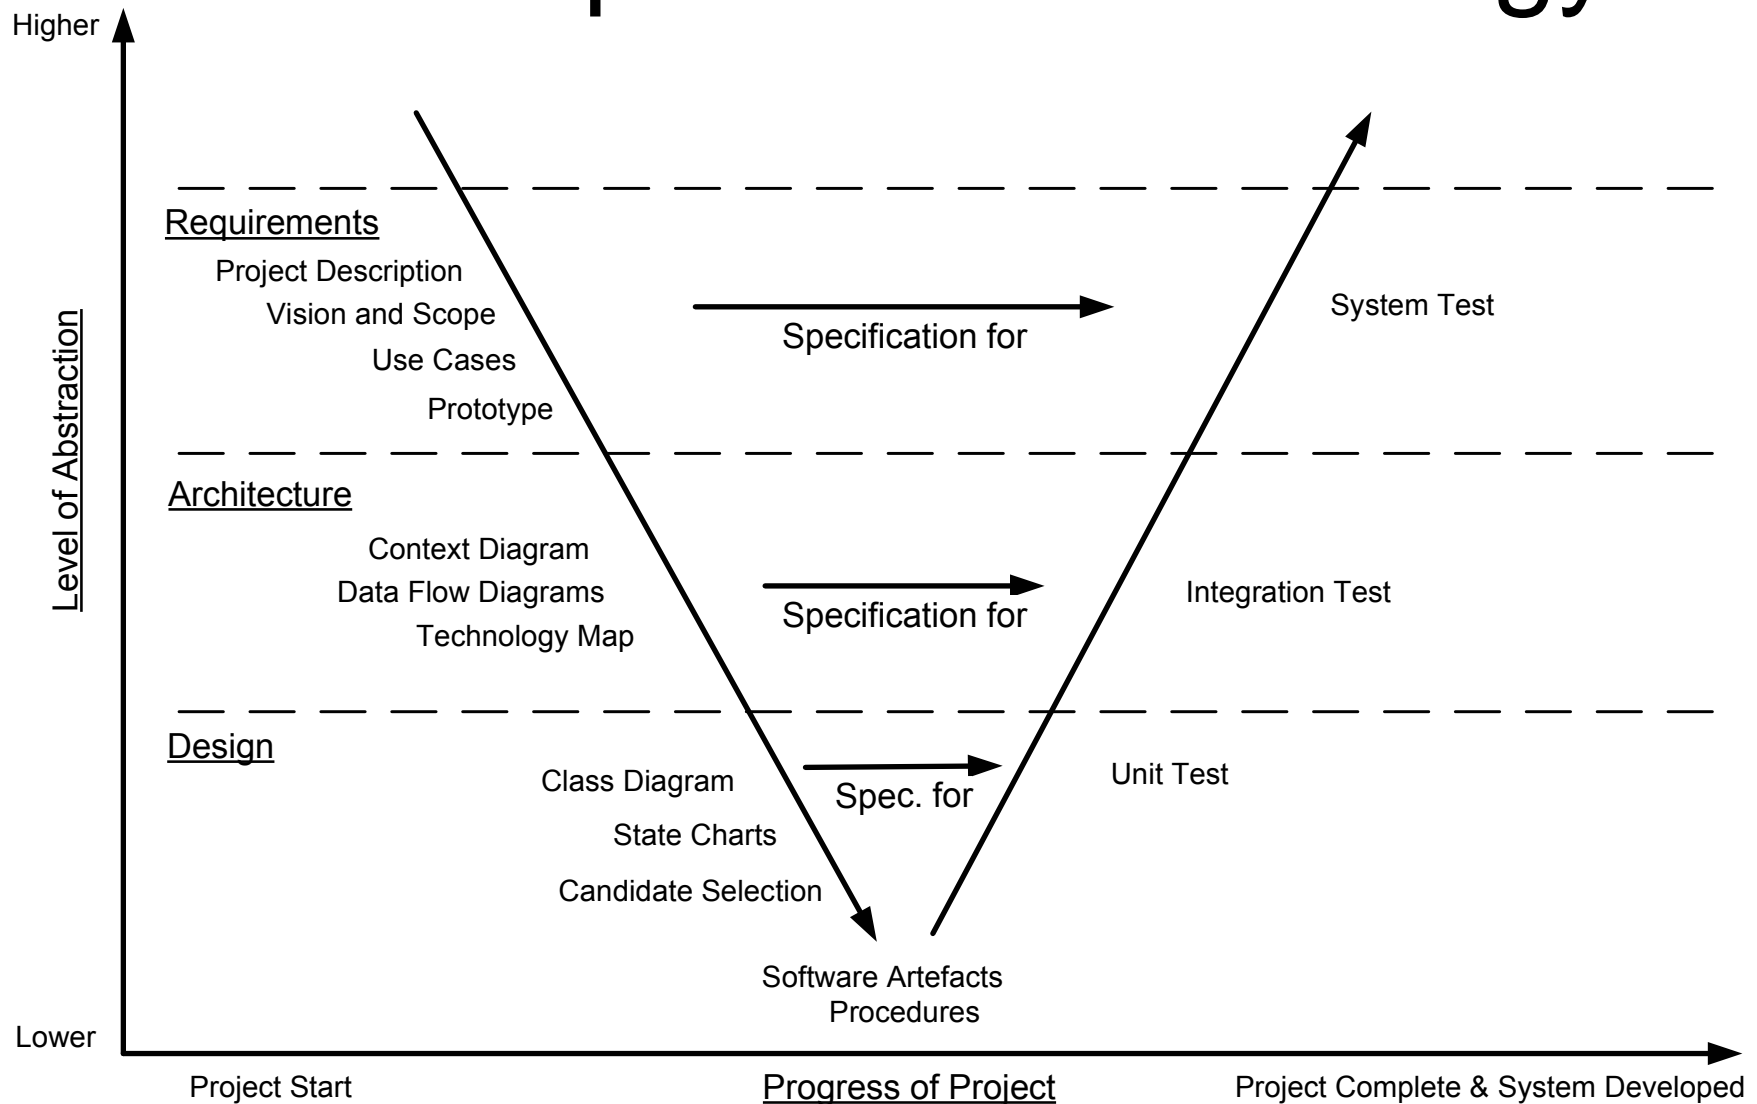 Higher
Requirements
Project Description
Vision and Scope
Use Cases
Prototype
Specification for
System Test
Level of Abstraction
Architecture
Context Diagram
Data Flow Diagrams
Technology Map
Specification for
Integration Test
Design
Class Diagram
State Charts
Candidate Selection
Spec. for
Unit Test
Software Artefacts
Procedures
Lower
Project Start
Progress of Project
Project Complete & System Developed